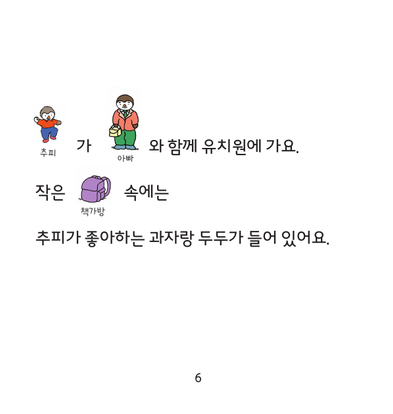 가 와 함께 유치원에 가요.
추피 아빠
작은 속에는
책가방
추피가 좋아하는 과자랑 두두가 들어 있어요.
6